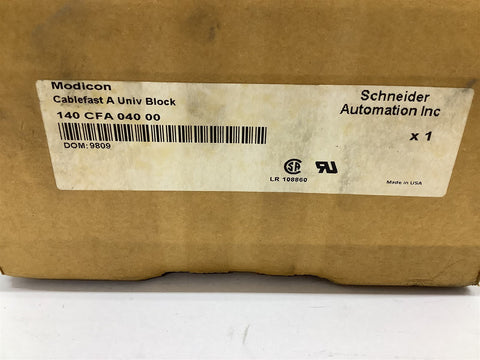 Modicon
Cablefast A Univ Block
140 CFA 040 00
DOM: 9809
Schneider
Automation Inc
x 1
LR 108860
Made in USA